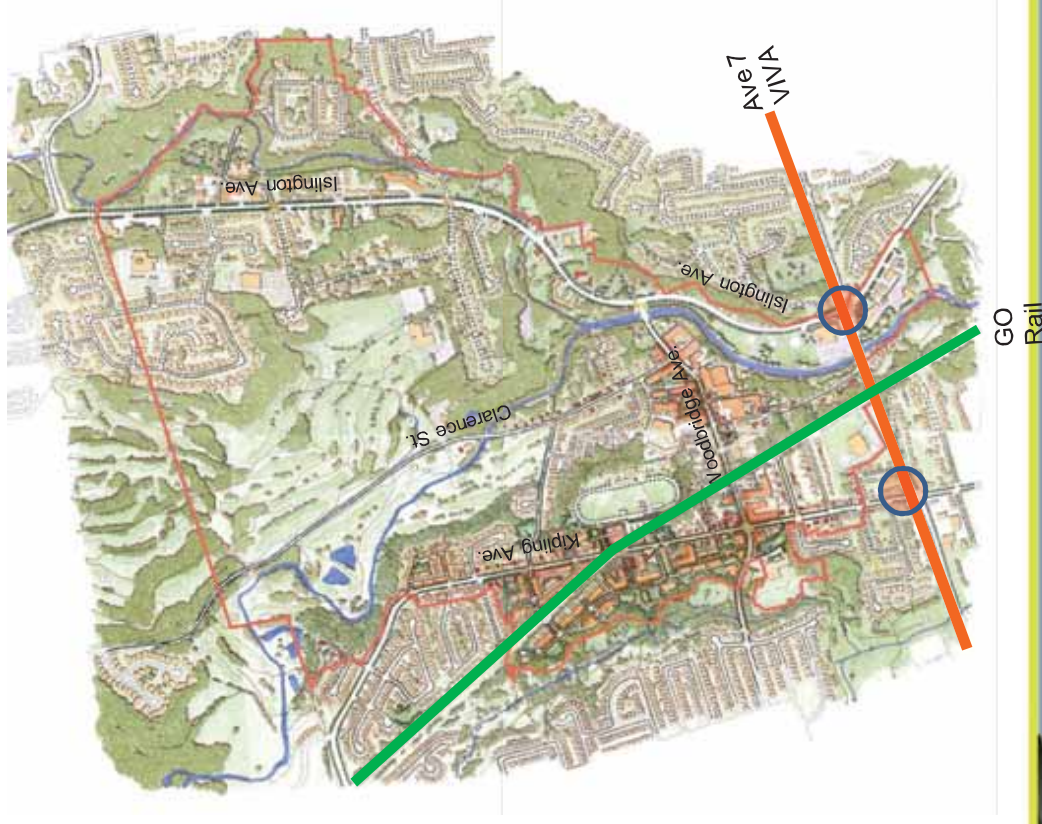 Ave 7
VIVA
Islington Ave.
Islington Ave.
Clarence St.
Woodbridge Ave.
Kipling Ave.
GO
Rail